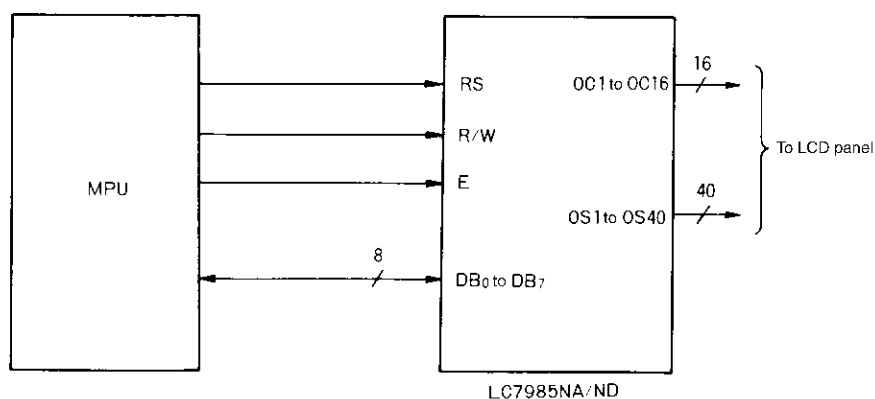 MPU
RS
R/W
E
8
DB0 to DB7
OC1 to OC16
16
OS1 to OS40
40
To LCD panel
LC7985NA/ND